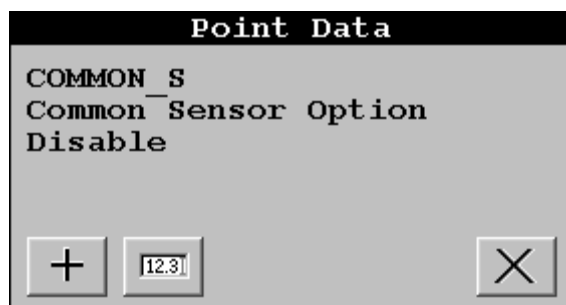 Point Data
COMMON_S
Common Sensor Option
Disable
12.3